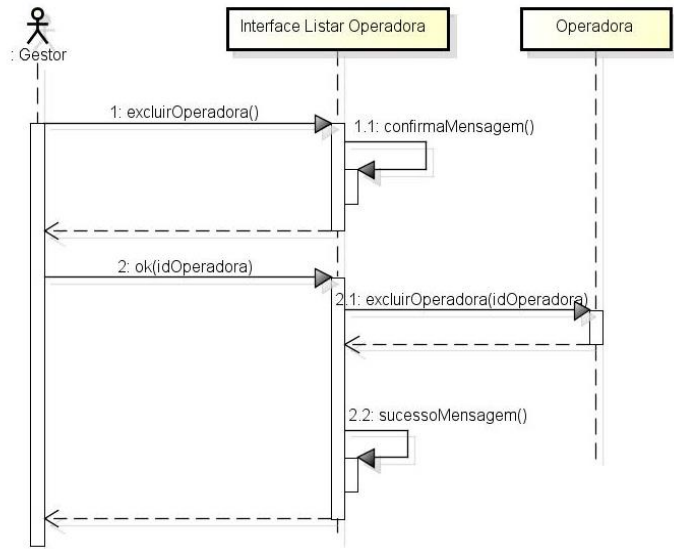 Interface Listar Operadora
Operadora
: Gestor
1: excluirOperadora()
1.1: confirmaMensagem()
2: ok(idOperadora)
2.1: excluirOperadora(idOperadora)
2.2: sucessoMensagem()